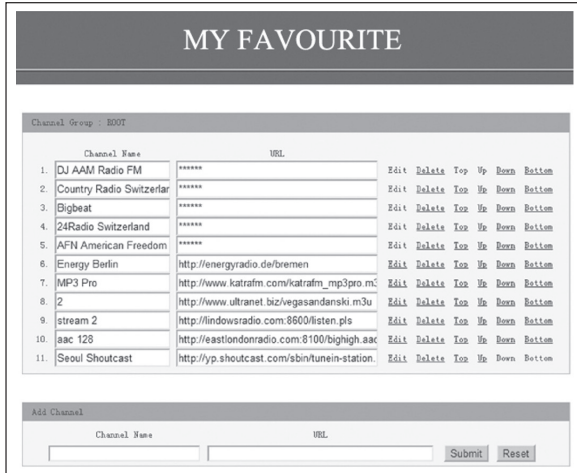 MY FAVOURITE
Channel Group : ROOT
Channel Name URL
1. DJ AAM Radio FM ****** Edit Delete Top Up Down Bottom
2. Country Radio Switzerlar ****** Edit Delete Top Up Down Bottom
3. Bigbeat ****** Edit Delete Top Up Down Bottom
4. 24Radio Switzerland ****** Edit Delete Top Up Down Bottom
5. AFN American Freedom ****** Edit Delete Top Up Down Bottom
6. Energy Berlin http://energyradio.de/bremen Edit Delete Top Up Down Bottom
7. MP3 Pro http://www.katrafm.com/katrafm_mp3pro.m3 Edit Delete Top Up Down Bottom
8. 2 http://www.ultranet.biz/vegasandanski.m3u Edit Delete Top Up Down Bottom
9. stream 2 http://lindowsradio.com:8600/listen.pls Edit Delete Top Up Down Bottom
10. aac 128 http://eastlondonradio.com:8100/bighigh.aac Edit Delete Top Up Down Bottom
11. Seoul Shoutcast http://yp.shoutcast.com/sbin/tunein-station. Edit Delete Top Up Down Bottom
Add Channel
Channel Name URL
Submit Reset